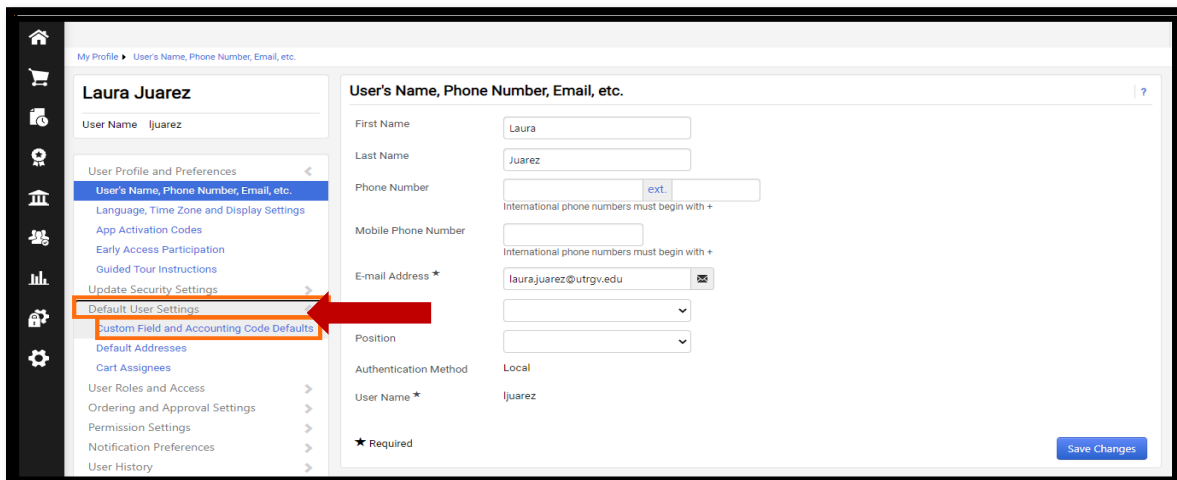 My Profile ▸ User's Name, Phone Number, Email, etc.
Laura Juarez
User Name ljuarez
User Profile and Preferences
User's Name, Phone Number, Email, etc.
Language, Time Zone and Display Settings
App Activation Codes
Early Access Participation
Guided Tour Instructions
Update Security Settings
Default User Settings
Custom Field and Accounting Code Defaults
Default Addresses
Cart Assignees
User Roles and Access
Ordering and Approval Settings
Permission Settings
Notification Preferences
User History
User's Name, Phone Number, Email, etc. ?
First Name Laura
Last Name Juarez
Phone Number ext.
International phone numbers must begin with +
Mobile Phone Number
International phone numbers must begin with +
E-mail Address ★ laura.juarez@utrgv.edu
Position
Authentication Method Local
User Name ★ ljuarez
★ Required
Save Changes